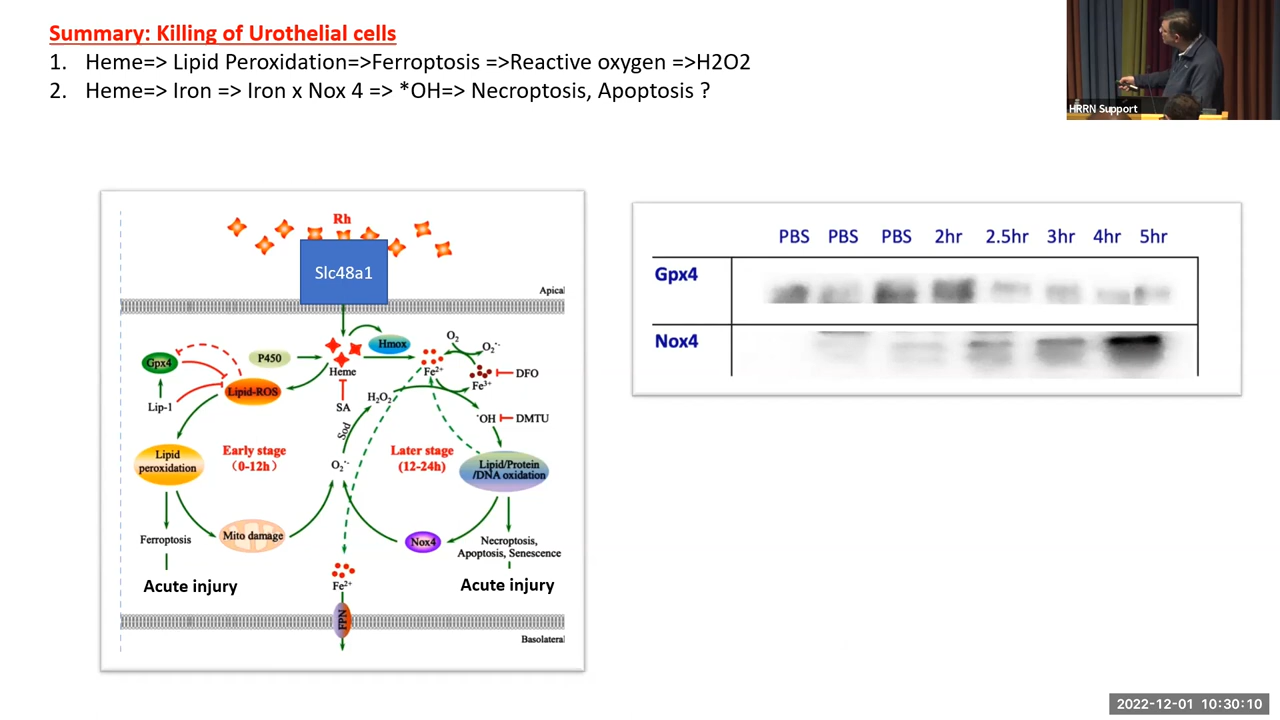 Summary: Killing of Urothelial cells
1. Heme=> Lipid Peroxidation=>Ferroptosis =>Reactive oxygen =>H2O2
2. Heme=> Iron => Iron x Nox 4 => *OH=> Necroptosis, Apoptosis ?
HRRN Support
Rh
Slc48a1
Apical
Gpx4
P450
Hmox
O₂
O₂⁻·
Heme
Fe²⁺
Fe³⁺
DFO
Lipid-ROS
Lip-1
SA
H₂O₂
·OH
DMTU
Sod
Lipid
peroxidation
Early stage
(0-12h)
O₂⁻·
Later stage
(12-24h)
Lipid/Protein
/DNA oxidation
Ferroptosis
Mito damage
Nox4
Necroptosis,
Apoptosis, Senescence
Acute injury
Fe²⁺
Acute injury
FPN
Basolateral
PBS PBS PBS 2hr 2.5hr 3hr 4hr 5hr
Gpx4
Nox4
2022-12-01 10:30:10